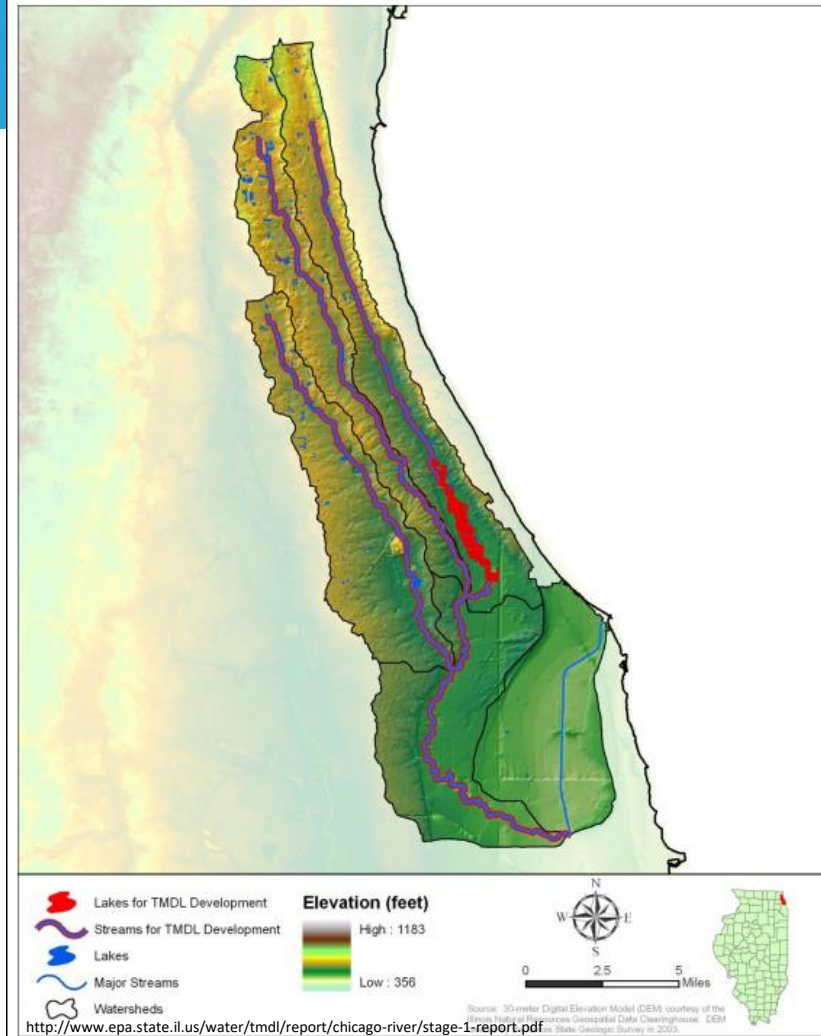 Lakes for TMDL Development
Streams for TMDL Development
Lakes
Major Streams
Watersheds
Elevation (feet)
High : 1183
Low : 356
N
W E
S
0 2.5 5
Miles
Source: 30-meter Digital Elevation Model (DEM) courtesy of the
Illinois Natural Resources Geospatial Data Clearinghouse. DEM
State Geologic Survey in 2003.
http://www.epa.state.il.us/water/tmdl/report/chicago-river/stage-1-report.pdf